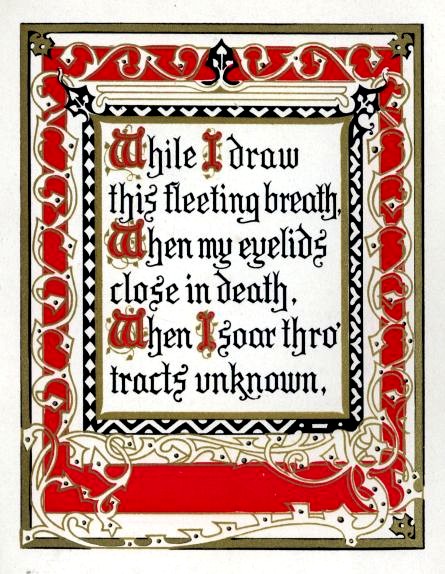 While I draw
this fleeting breath,
When my eyelids
close in death,
When I soar thro'
tracts unknown,